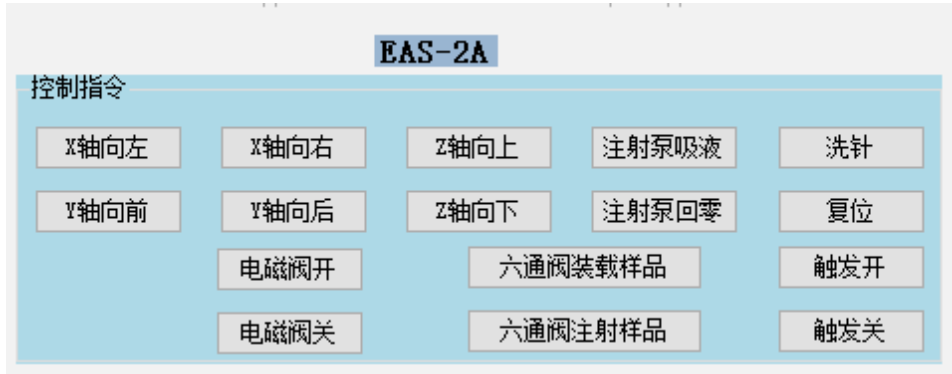 EAS-2A
控制指令
X轴向左 X轴向右 Z轴向上 注射泵吸液 洗针
Y轴向前 Y轴向后 Z轴向下 注射泵回零 复位
电磁阀开 六通阀装载样品 触发开
电磁阀关 六通阀注射样品 触发关